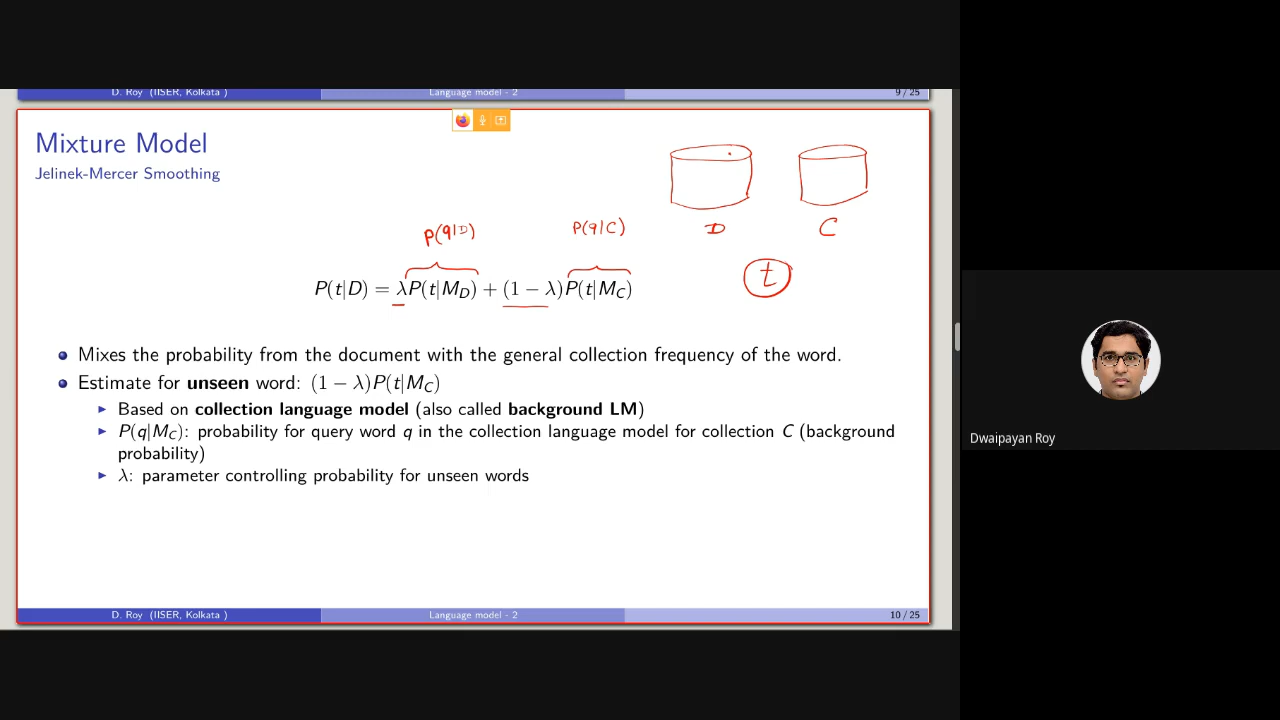 D. Roy (IISER, Kolkata ) Language model - 2 9 / 25
Mixture Model
Jelinek-Mercer Smoothing
D C
P(q|D) P(q|C)
t
P(t|D) = λP(t|M_D) + (1 − λ)P(t|M_C)
Mixes the probability from the document with the general collection frequency of the word.
Estimate for unseen word: (1 − λ)P(t|M_C)
Based on collection language model (also called background LM)
P(q|M_C): probability for query word q in the collection language model for collection C (background
probability)
λ: parameter controlling probability for unseen words
D. Roy (IISER, Kolkata ) Language model - 2 10 / 25
Dwaipayan Roy